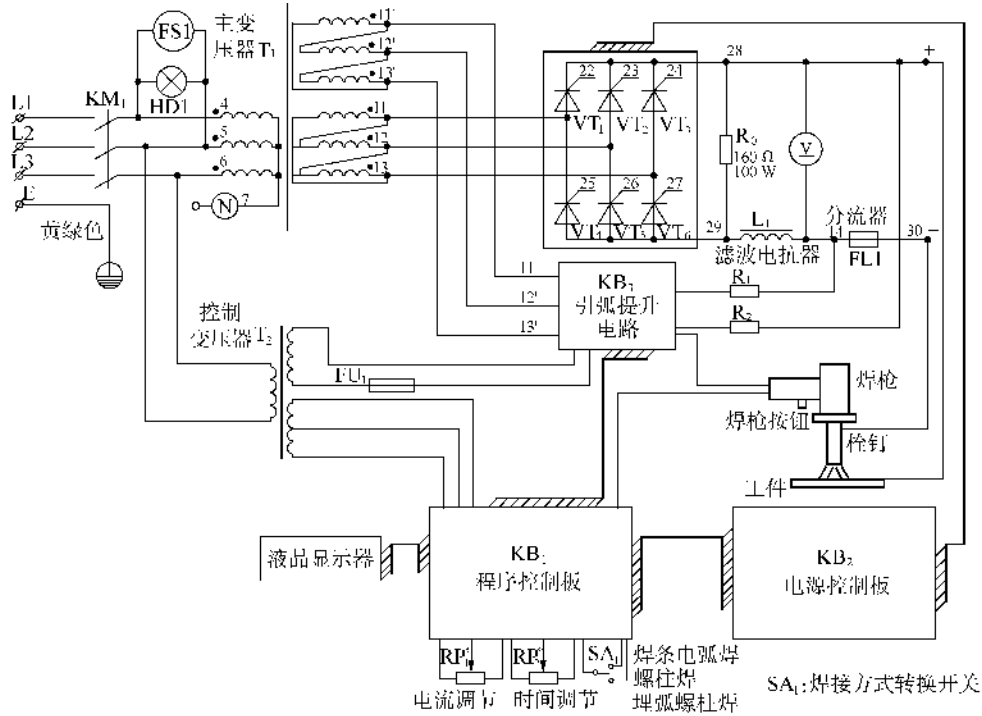 FS1
主变
压器T₁
HD1
L1
L2
L3
E
黄绿色
KM₁
4
5
6
N
7
11'
12'
13'
11
12
13
22
23
24
VT₁
VT₂
VT₃
25
26
27
VT₄
VT₅
VT₆
28
+
R₀
160 Ω
100 W
V
29
L₁
滤波电抗器
14
分流器
FL1
30
−
11
12'
13'
KB₃
引弧提升
电路
R₁
R₂
控制
变压器T₂
FU₁
焊枪
焊枪按钮
栓钉
工件
液晶显示器
KB₁
程序控制板
KB₂
电源控制板
RP
电流调节
RP
时间调节
SA₁
焊条电弧焊
螺柱焊
埋弧螺柱焊
SA₁:焊接方式转换开关